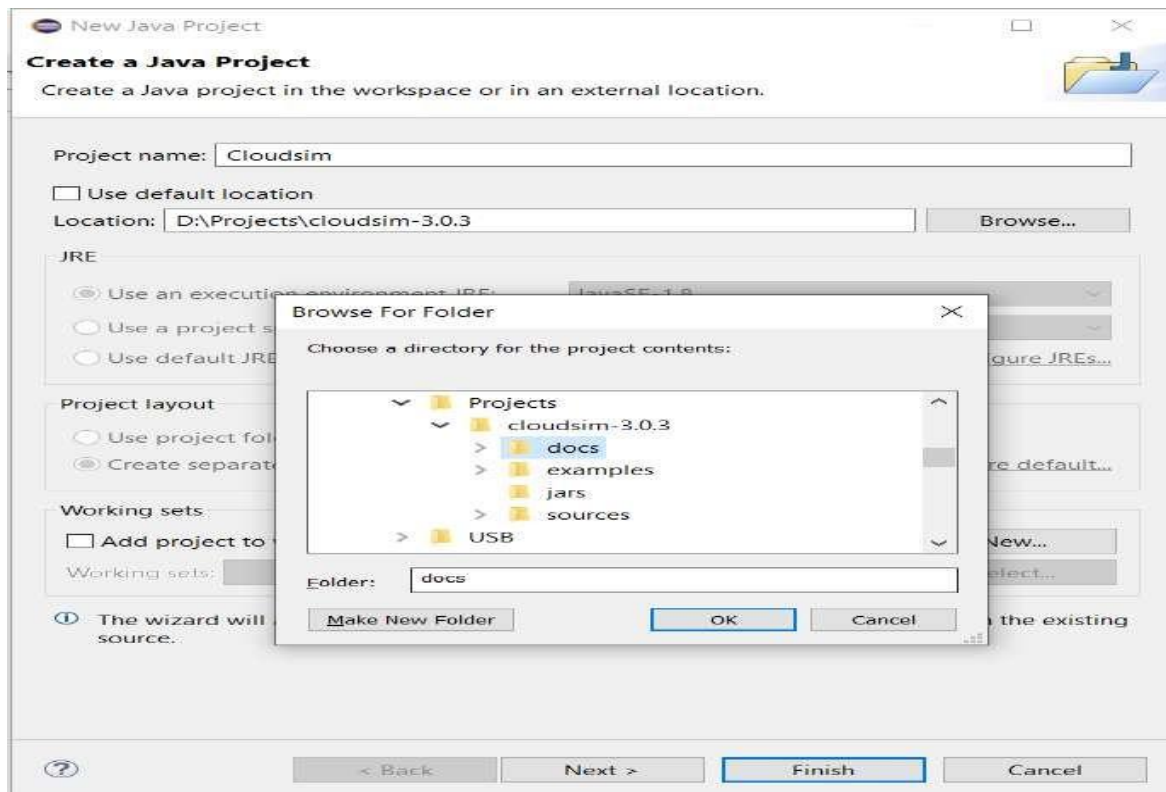 New Java Project
Create a Java Project
Create a Java project in the workspace or in an external location.
Project name: Cloudsim
Use default location
Location: D:\Projects\cloudsim-3.0.3 Browse...
JRE
Use an execution environment JRE: JavaSE-1.8
Use a project s
Use default JRE gure JREs...
Project layout
Use project fol
Create separate re default...
Working sets
Add project to New...
Working sets: elect...
The wizard will the existing
source.
Browse For Folder
Choose a directory for the project contents:
Projects
cloudsim-3.0.3
docs
examples
jars
sources
USB
Folder: docs
Make New Folder OK Cancel
< Back Next > Finish Cancel